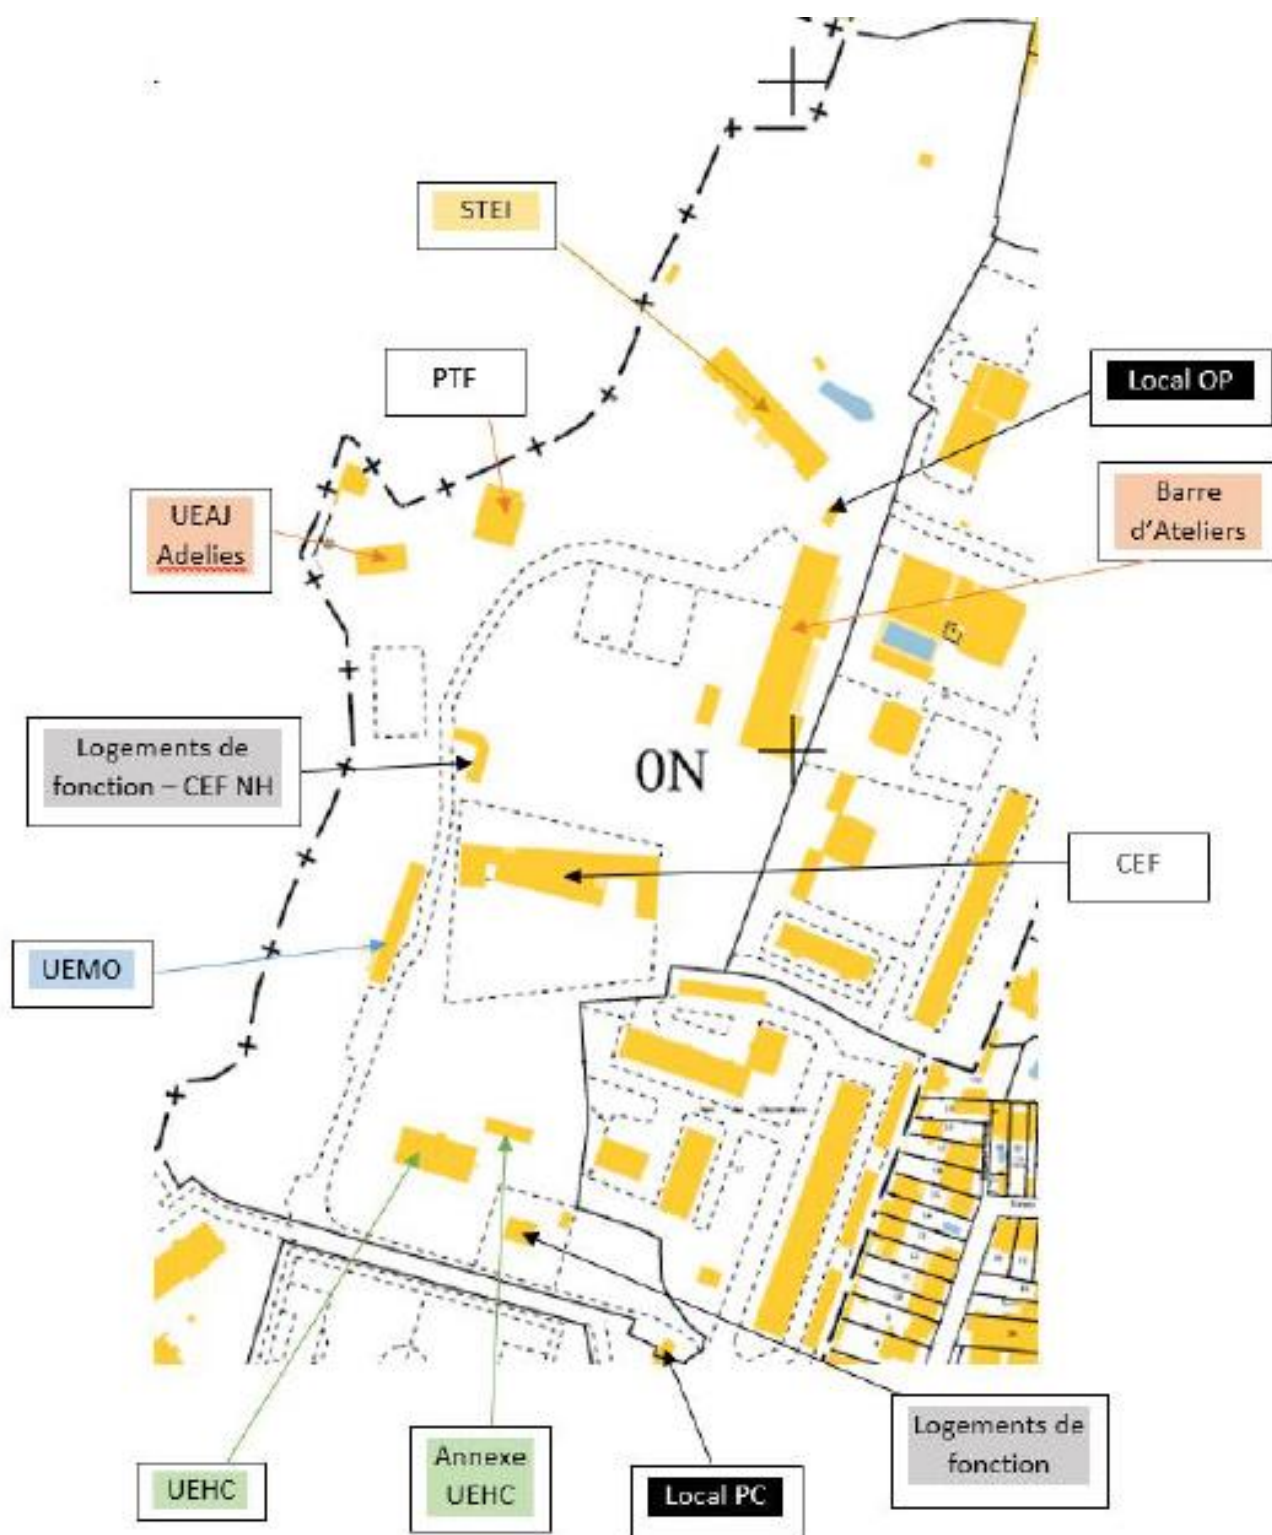 STEI
PTF
Local OP
Barre
d'Ateliers
UEAJ
Adelies
Logements de
fonction – CEF NH
0N
CEF
UEMO
UEHC
Annexe
UEHC
Local PC
Logements de
fonction